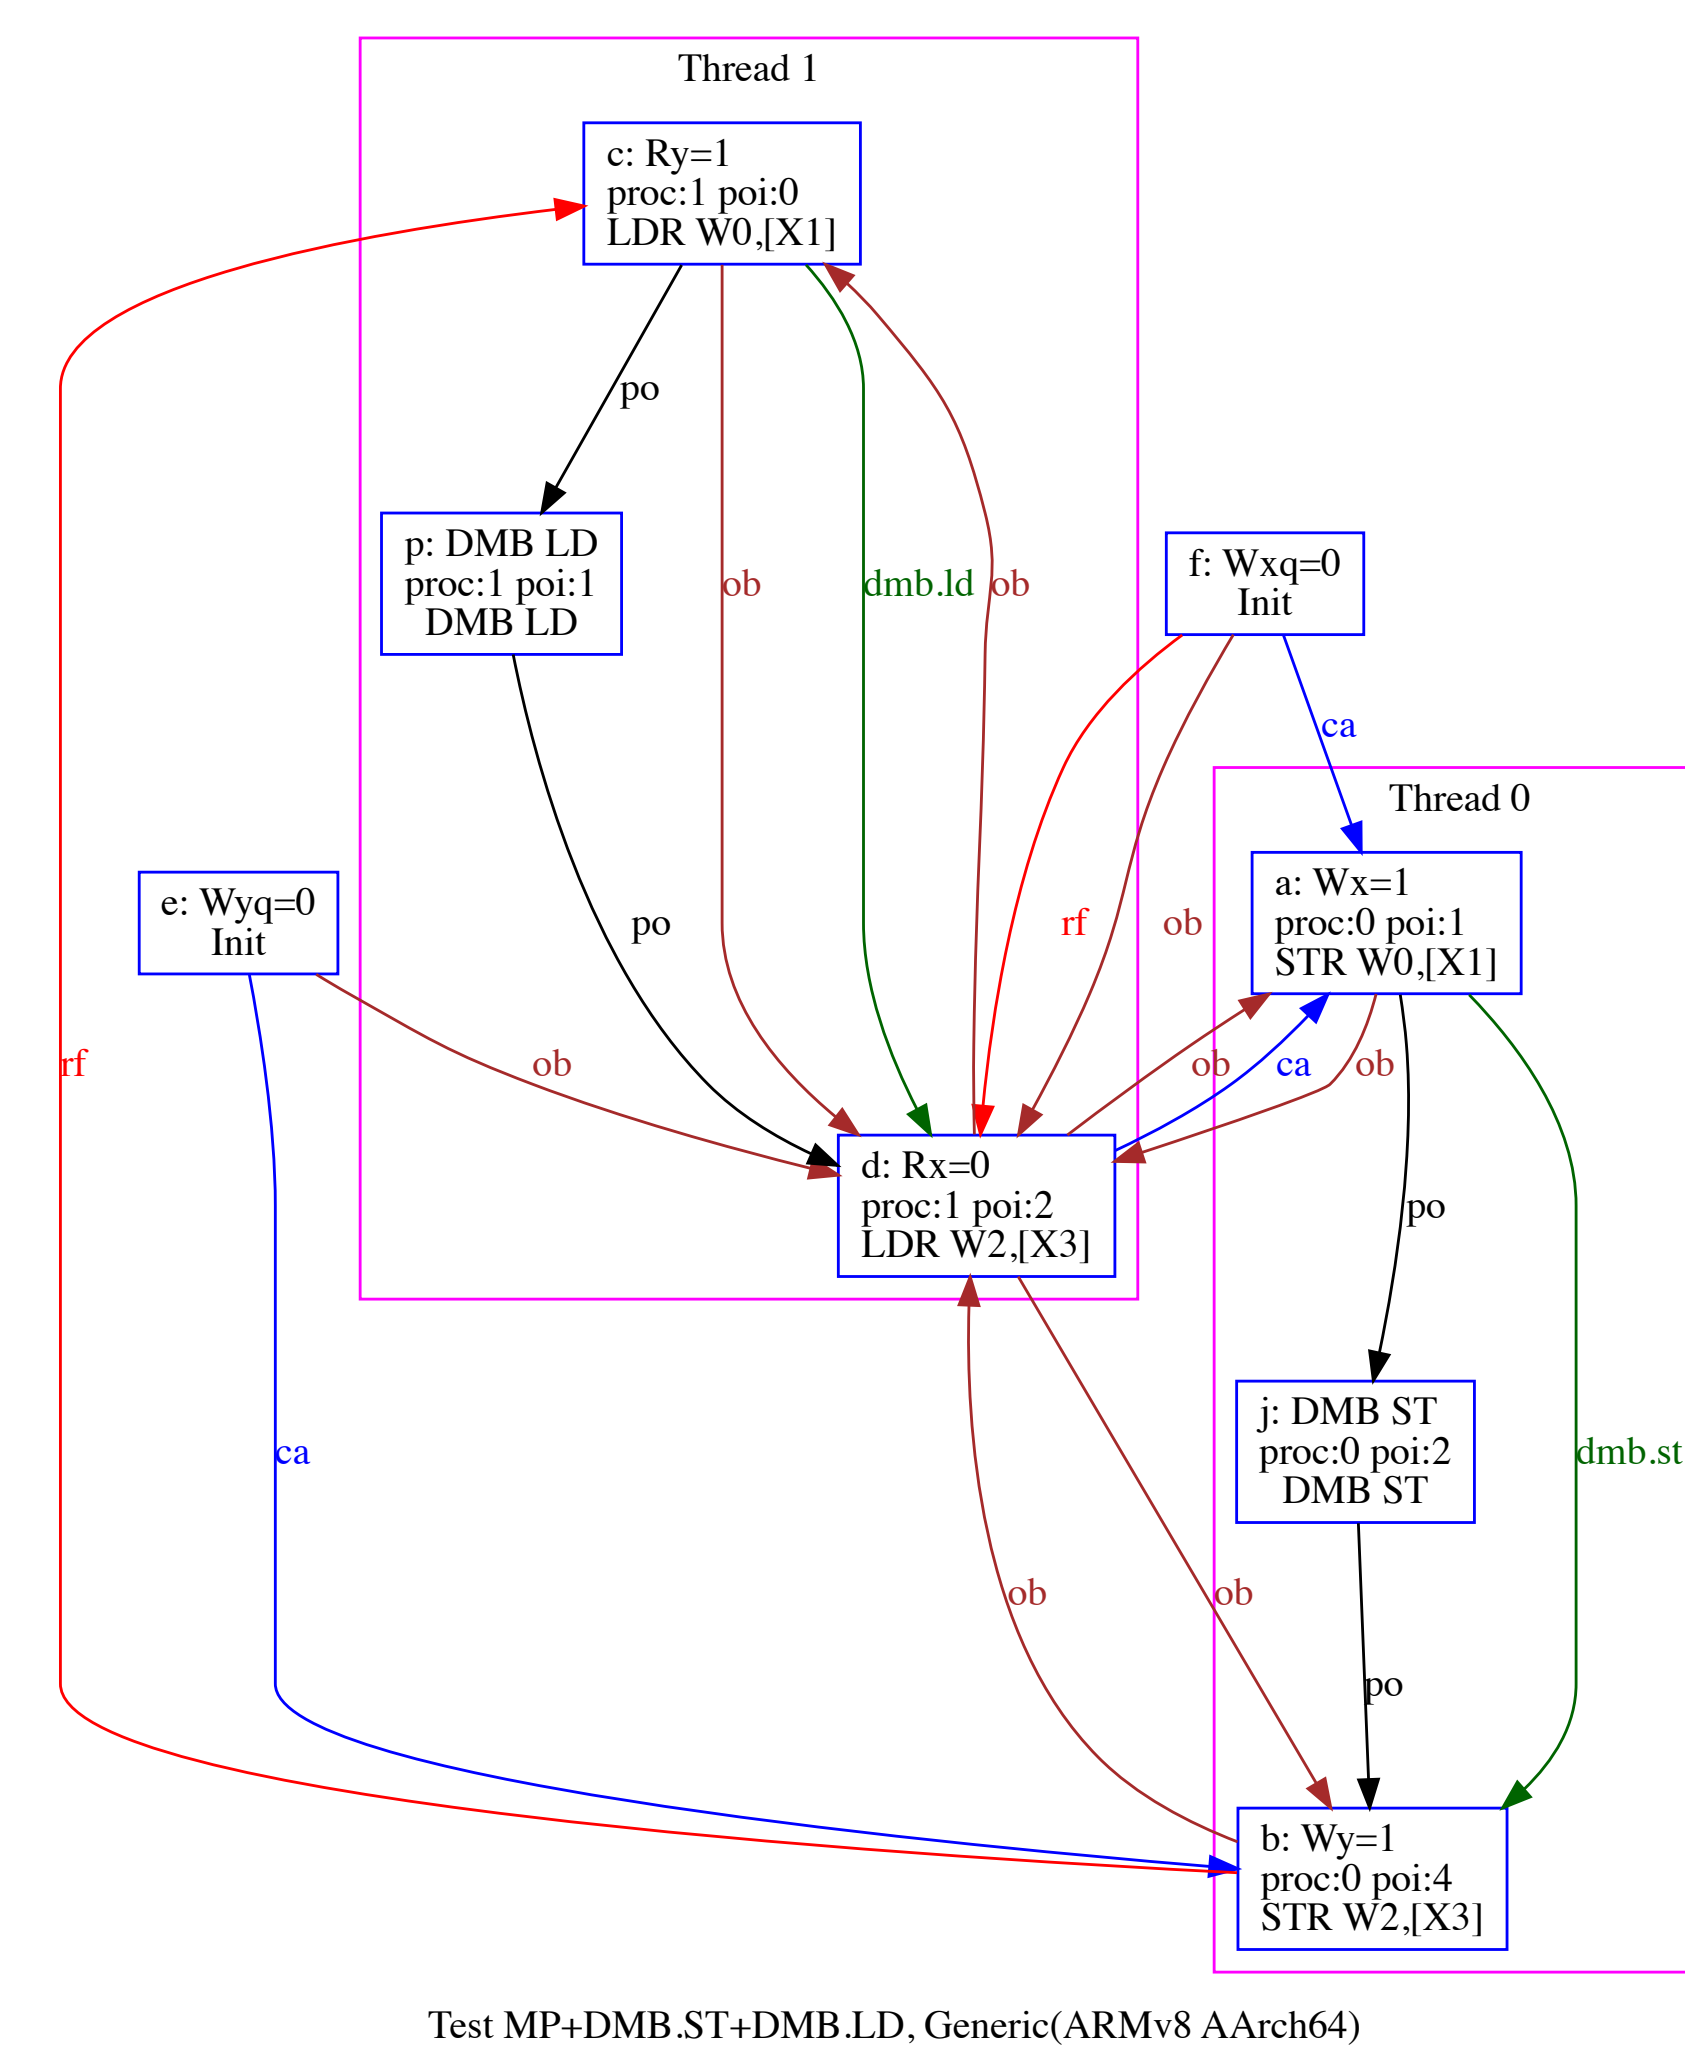 Thread 1
c: Ry=1
proc:1 poi:0
LDR W0,[X1]
po
p: DMB LD
proc:1 poi:1
DMB LD
ob
dmb.ld
ob
f: Wxq=0
Init
ca
Thread 0
a: Wx=1
proc:0 poi:1
STR W0,[X1]
e: Wyq=0
Init
po
rf
ob
rf
ob
ob
ca
ob
d: Rx=0
proc:1 poi:2
LDR W2,[X3]
po
j: DMB ST
proc:0 poi:2
DMB ST
ca
dmb.st
ob
ob
po
b: Wy=1
proc:0 poi:4
STR W2,[X3]
Test MP+DMB.ST+DMB.LD, Generic(ARMv8 AArch64)